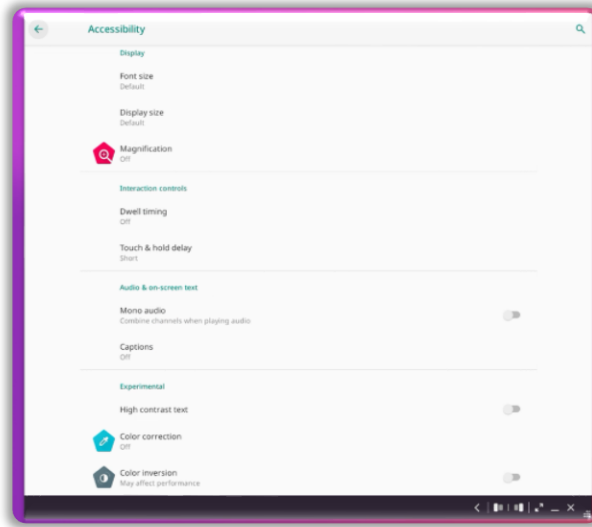 Accessibility
Display
Font size
Default
Display size
Default
Magnification
Off
Interaction controls
Dwell timing
Off
Touch & hold delay
Short
Audio & on-screen text
Mono audio
Combine channels when playing audio
Captions
Off
Experimental
High contrast text
Color correction
Off
Color inversion
May affect performance